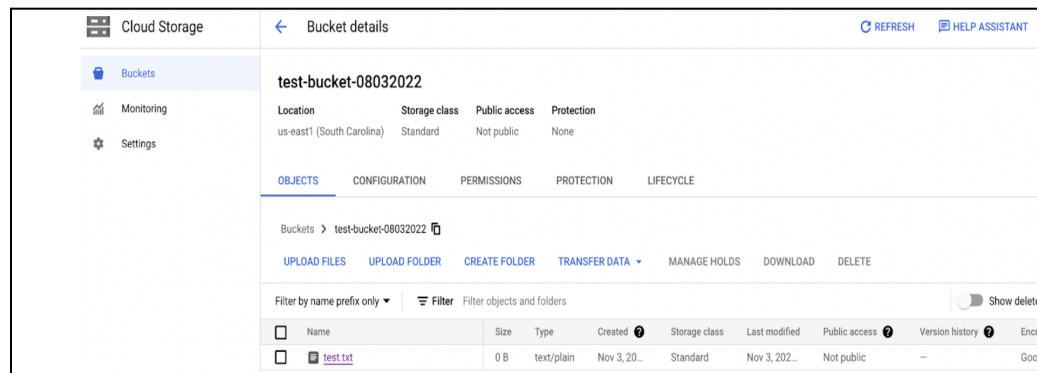 Cloud Storage
Bucket details
REFRESH
HELP ASSISTANT
Buckets
Monitoring
Settings
test-bucket-08032022
Location Storage class Public access Protection
us-east1 (South Carolina) Standard Not public None
OBJECTS CONFIGURATION PERMISSIONS PROTECTION LIFECYCLE
Buckets > test-bucket-08032022
UPLOAD FILES UPLOAD FOLDER CREATE FOLDER TRANSFER DATA MANAGE HOLDS DOWNLOAD DELETE
Filter by name prefix only Filter Filter objects and folders Show delete
Name Size Type Created Storage class Last modified Public access Version history Encr
test.txt 0 B text/plain Nov 3, 20... Standard Nov 3, 202... Not public — Goo